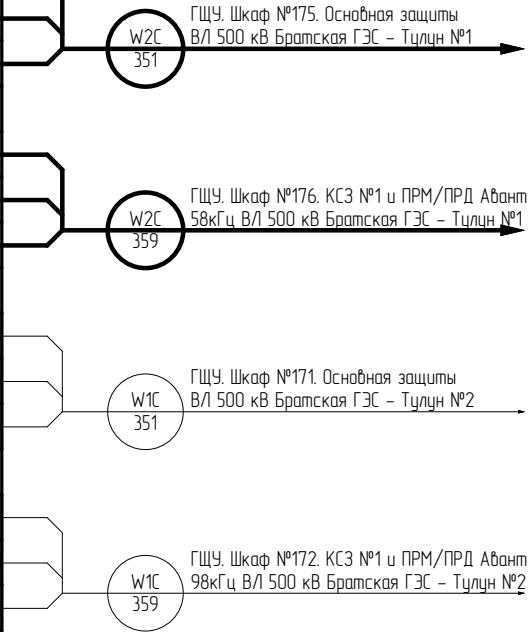 ГЩУ. Шкаф №175. Основная защиты
W2C
ВЛ 500 кВ Братская ГЭС - Тулун №1
351
ГЩУ. Шкаф №176. КСЗ №1 и ПРМ/ПРД Авант
W2C
58кГц ВЛ 500 кВ Братская ГЭС - Тулун №1
359
ГЩУ. Шкаф №171. Основная защиты
W1C
ВЛ 500 кВ Братская ГЭС - Тулун №2
351
ГЩУ. Шкаф №172. КСЗ №1 и ПРМ/ПРД Авант
W1C
98кГц ВЛ 500 кВ Братская ГЭС - Тулун №2
359